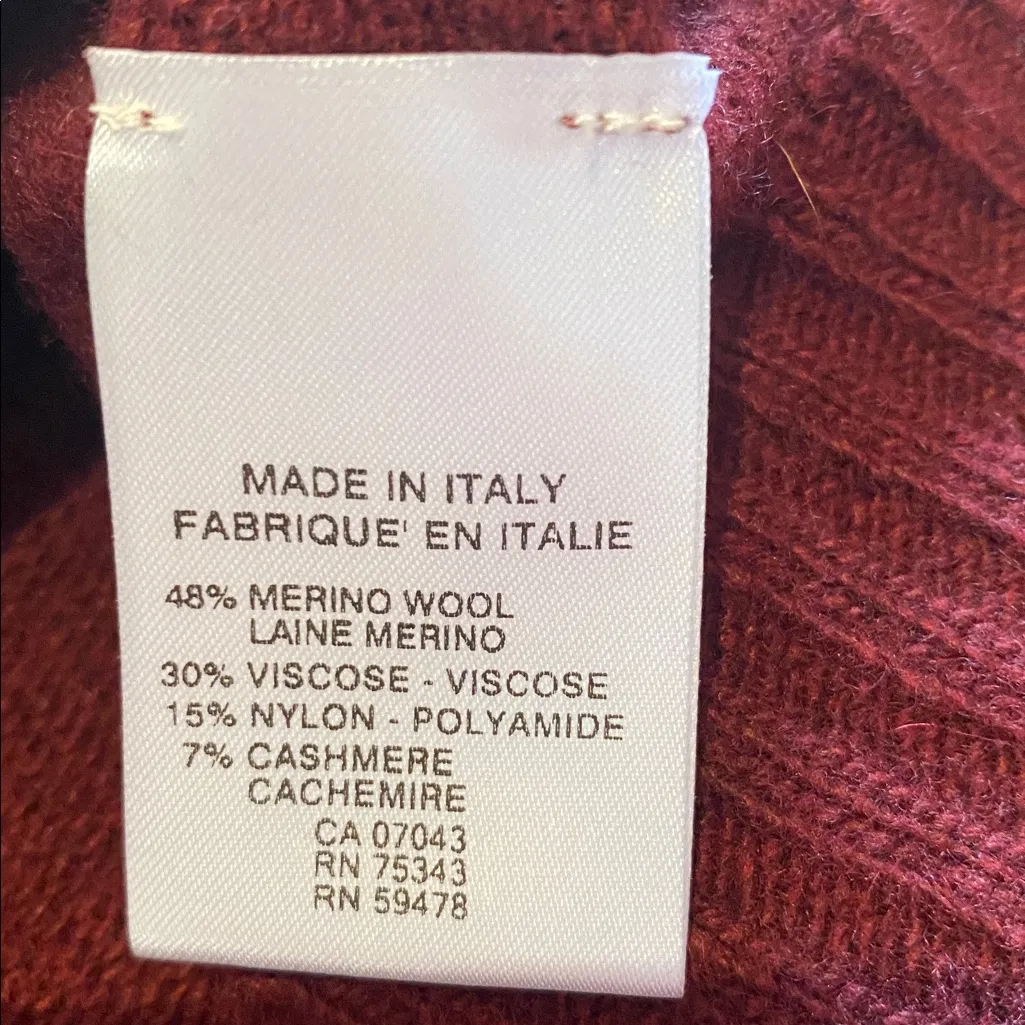 MADE IN ITALY
FABRIQUE' EN ITALIE
48% MERINO WOOL
LAINE MERINO
30% VISCOSE - VISCOSE
15% NYLON - POLYAMIDE
7% CASHMERE
CACHEMIRE
CA 07043
RN 75343
RN 59478